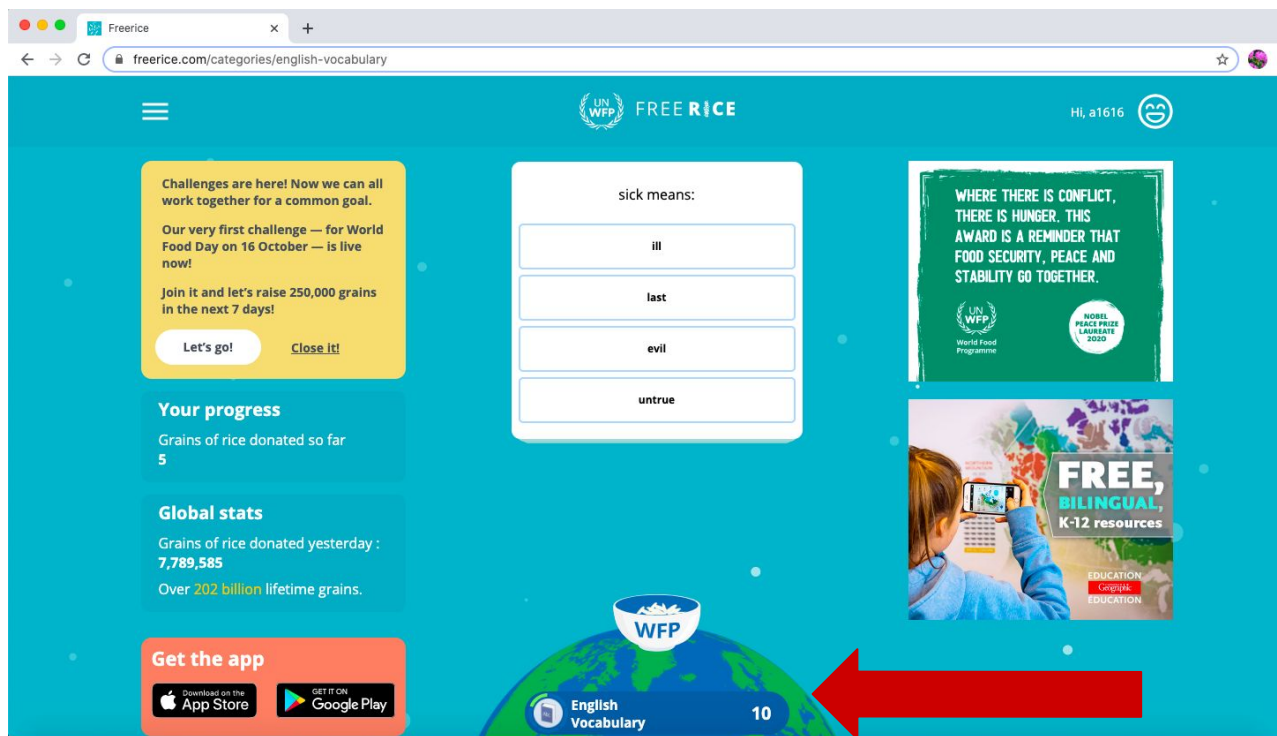 Freerice
freerice.com/categories/english-vocabulary
UN
WFP
FREE RICE
Hi, a1616
Challenges are here! Now we can all
work together for a common goal.
Our very first challenge — for World
Food Day on 16 October — is live
now!
Join it and let's raise 250,000 grains
in the next 7 days!
Let's go!
Close it!
Your progress
Grains of rice donated so far
5
Global stats
Grains of rice donated yesterday :
7,789,585
Over 202 billion lifetime grains.
Get the app
Download on the
App Store
GET IT ON
Google Play
sick means:
ill
last
evil
untrue
WFP
English
Vocabulary
10
WHERE THERE IS CONFLICT,
THERE IS HUNGER. THIS
AWARD IS A REMINDER THAT
FOOD SECURITY, PEACE AND
STABILITY GO TOGETHER.
UN
WFP
World Food
Programme
NOBEL
PEACE PRIZE
LAUREATE
2020
FREE,
BILINGUAL,
K-12 resources
EDUCATION
Geographic
EDUCATION